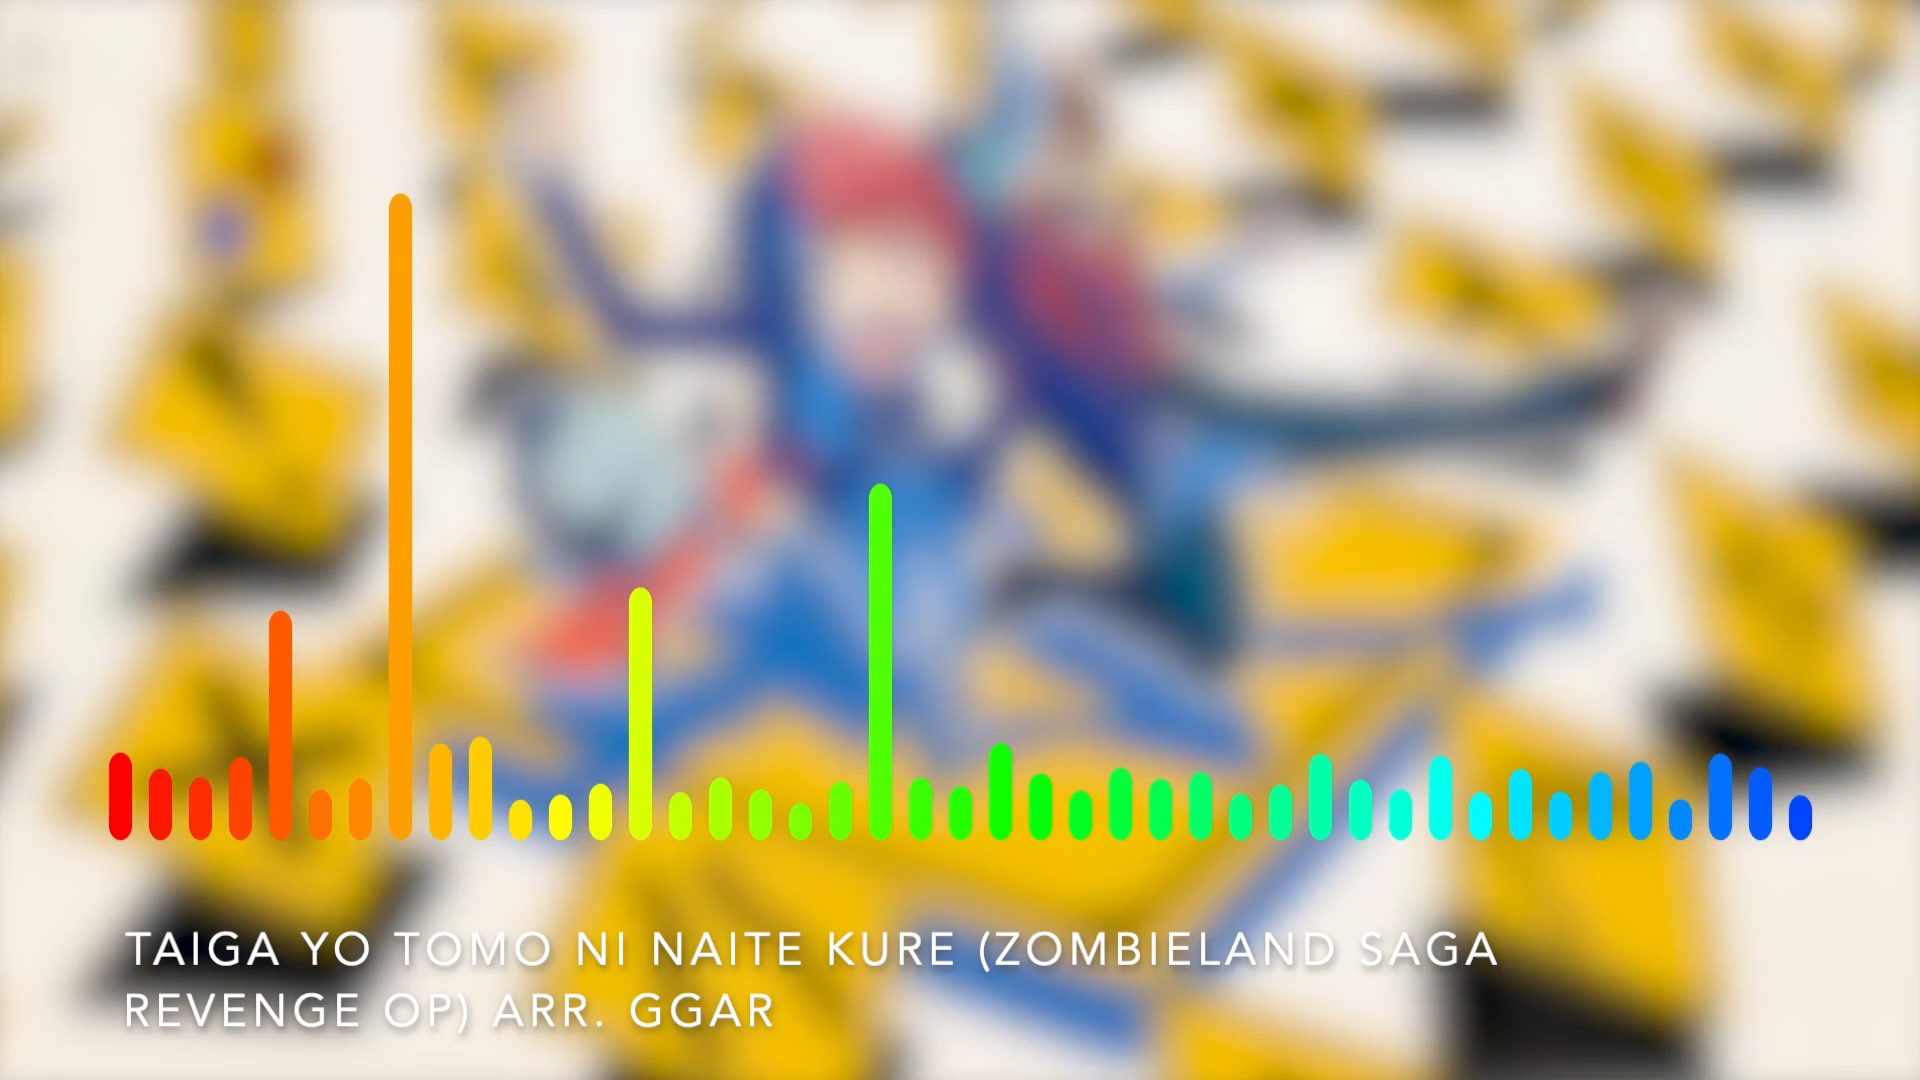 TAIGA YO TOMO NI NAITE KURE (ZOMBIELAND SAGA
REVENGE OP) ARR. GGAR